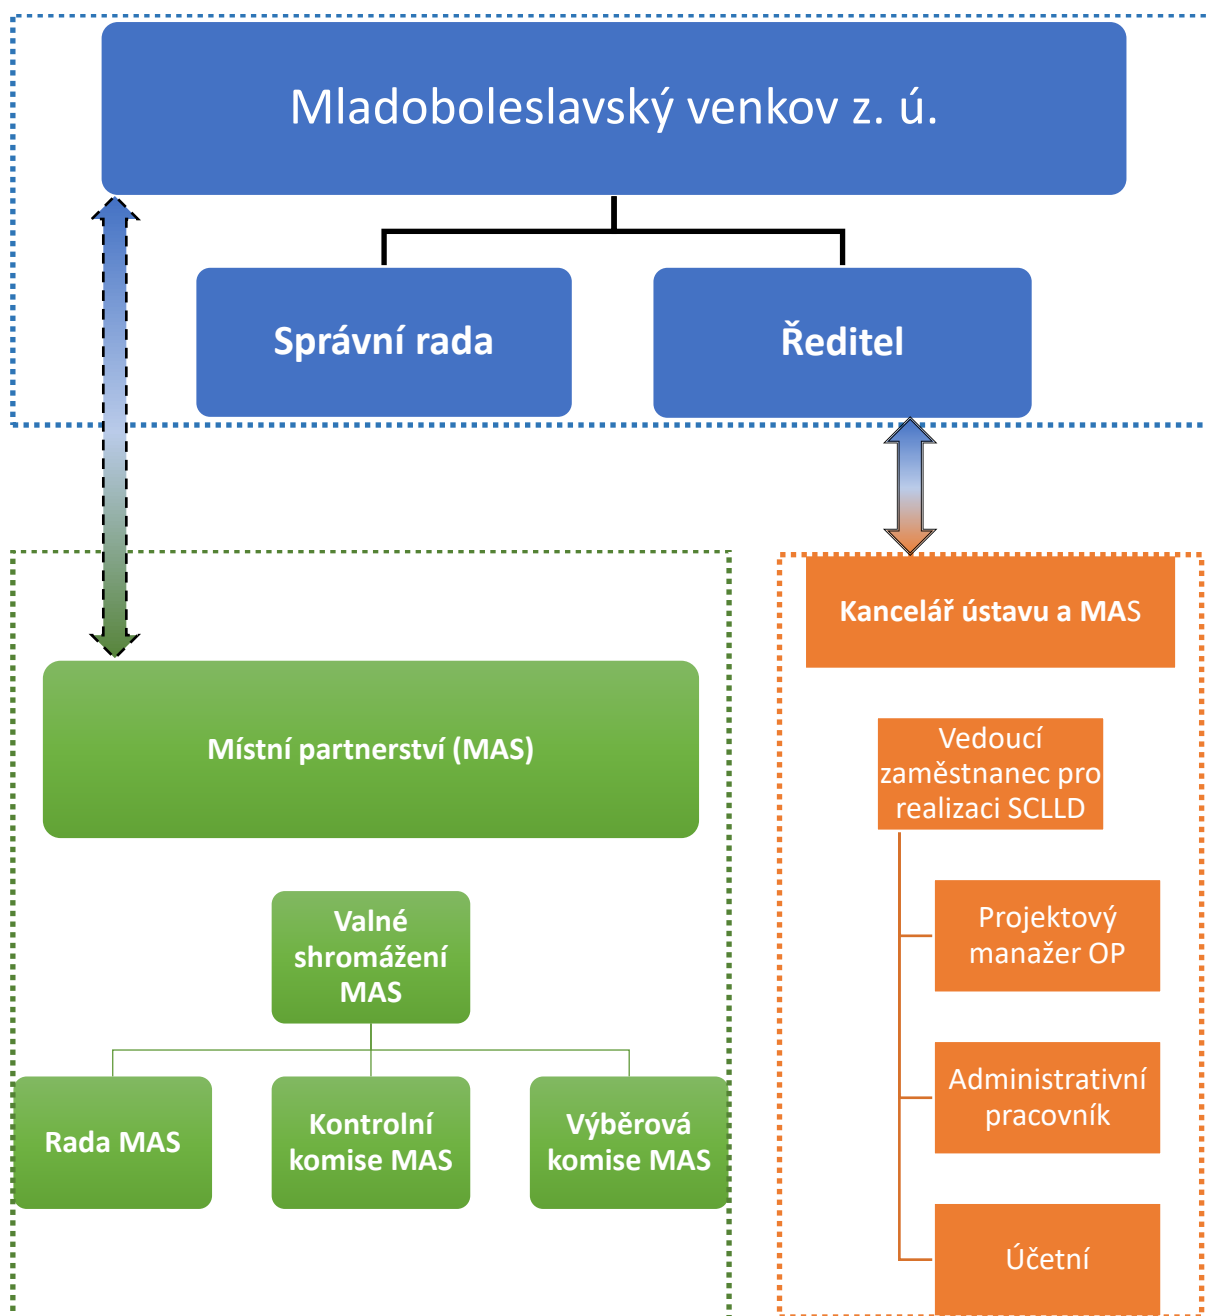 Mladoboleslavský venkov z. ú.
Správní rada
Ředitel
Místní partnerství (MAS)
Valné
shromážení
MAS
Rada MAS
Kontrolní
komise MAS
Výběrová
komise MAS
Kancelář ústavu a MAS
Vedoucí
zaměstnanec pro
realizaci SCLLD
Projektový
manažer OP
Administrativní
pracovník
Účetní